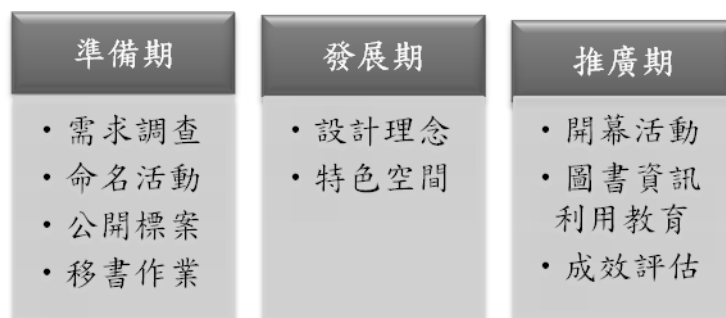 準備期
• 需求調查
• 命名活動
• 公開標案
• 移書作業
發展期
• 設計理念
• 特色空間
推廣期
• 開幕活動
• 圖書資訊
利用教育
• 成效評估